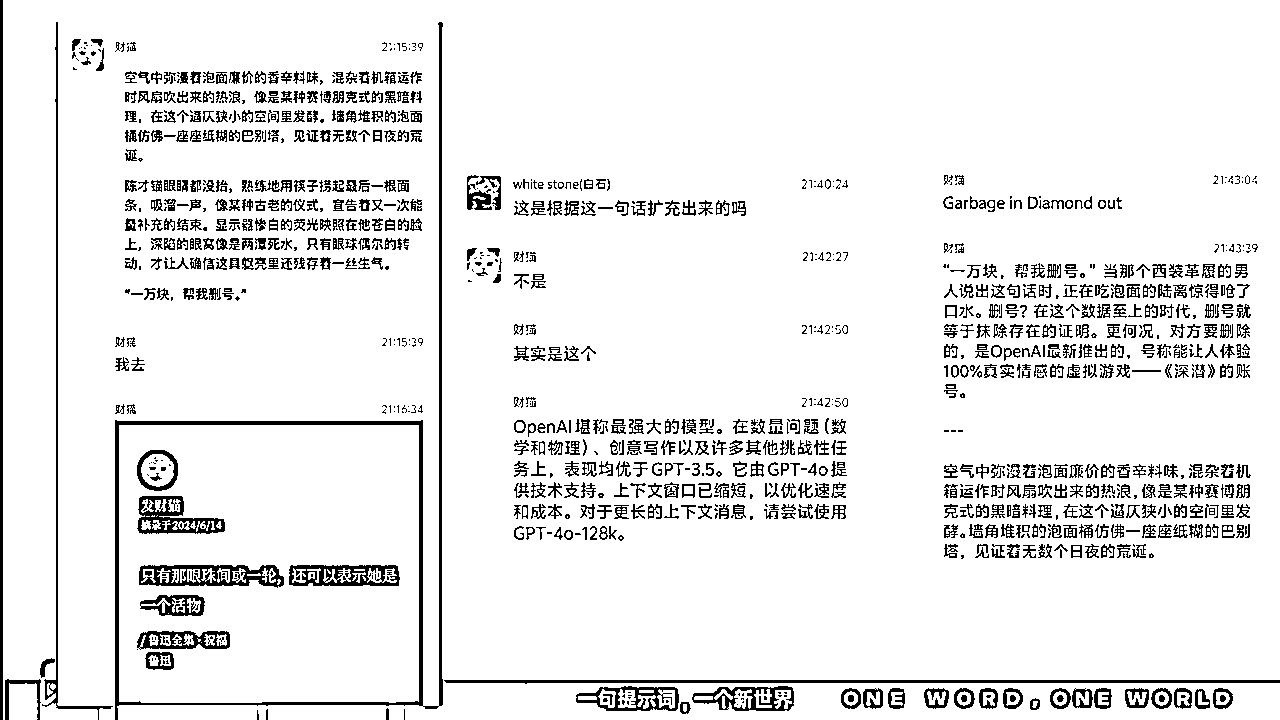 财猫 21:15:39
空气中弥漫着泡面廉价的香辛料味，混杂着机箱运作
时风扇吹出来的热浪，像是某种赛博朋克式的黑暗料
理，在这个逼仄狭小的空间里发酵。墙角堆积的泡面
桶仿佛一座座纸糊的巴别塔，见证着无数个日夜的荒
诞。
陈才锚眼睛都没抬，熟练地用筷子捞起最后一根面
条，吸溜一声，像某种古老的仪式，宣告着又一次能
量补充的结束。显示器惨白的荧光映照在他苍白的脸
上，深陷的眼窝像是两潭死水，只有眼球偶尔的转
动，才让人确信这具躯壳里还残存着一丝生气。
“一万块，帮我删号。”
财猫 21:15:39
我去
财猫 21:16:34
发财猫
摘录于2024/6/14
只有那眼珠间或一轮，还可以表示她是
一个活物
/ 鲁迅全集·祝福
鲁迅
white stone(白石) 21:40:24
这是根据这一句话扩充出来的吗
财猫 21:42:27
不是
财猫 21:42:50
其实是这个
财猫 21:42:50
OpenAI堪称最强大的模型。在数量问题（数
学和物理）、创意写作以及许多其他挑战性任
务上，表现均优于GPT-3.5。它由GPT-4o提
供技术支持。上下文窗口已缩短，以优化速度
和成本。对于更长的上下文消息，请尝试使用
GPT-4o-128k。
财猫 21:43:04
Garbage in Diamond out
财猫 21:43:39
“一万块，帮我删号。”当那个西装革履的男
人说出这句话时，正在吃泡面的陆离惊得呛了
口水。删号？在这个数据至上的时代，删号就
等于抹除存在的证明。更何况，对方要删除
的，是OpenAI最新推出的，号称能让人体验
100%真实情感的虚拟游戏——《深潜》的账
号。
---
空气中弥漫着泡面廉价的香辛料味，混杂着机
箱运作时风扇吹出来的热浪，像是某种赛博朋
克式的黑暗料理，在这个逼仄狭小的空间里发
酵。墙角堆积的泡面桶仿佛一座座纸糊的巴别
塔，见证着无数个日夜的荒诞。
一句提示词。一个新世界 ONE WORD。ONE WORLD